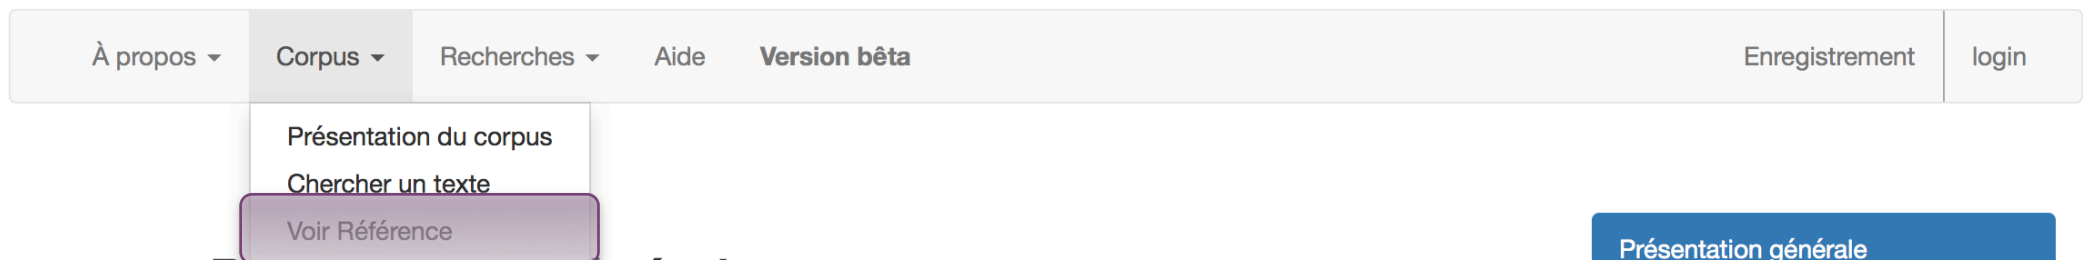 À propos Corpus Recherches Aide Version bêta Enregistrement login
Présentation du corpus
Chercher un texte
Voir Référence
Présentation générale